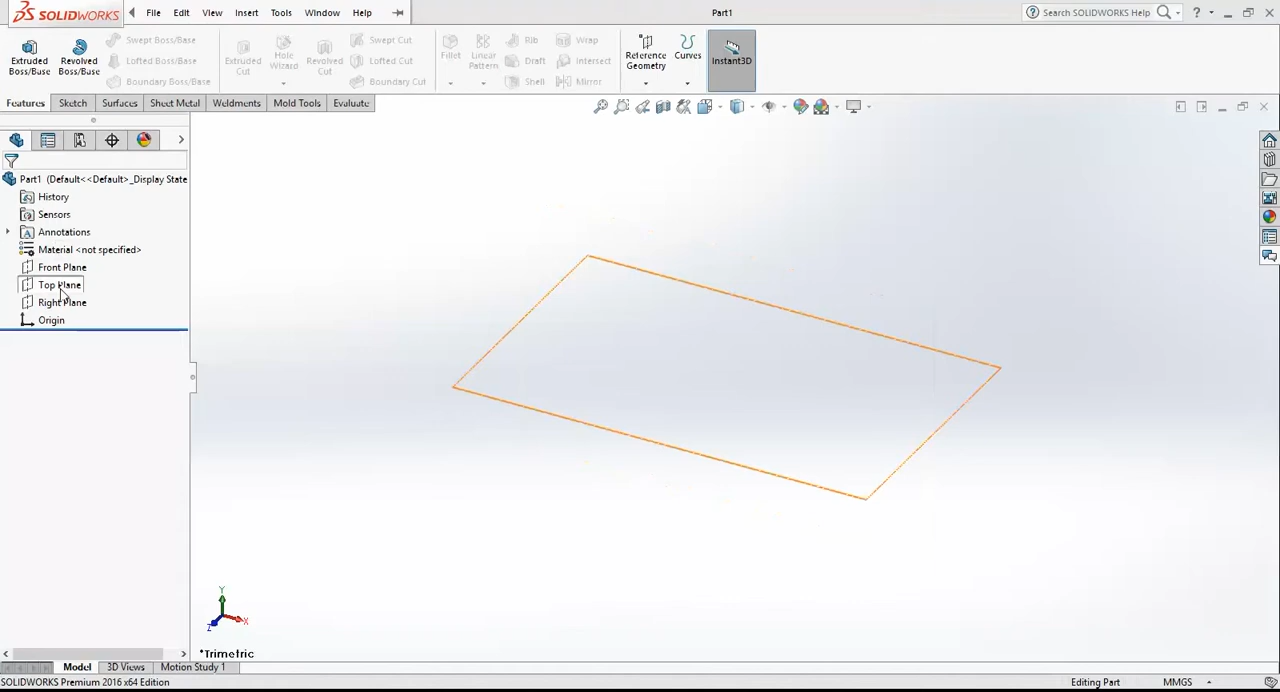 SOLIDWORKS File Edit View Insert Tools Window Help Part1 Search SOLIDWORKS Help ?
Extruded Boss/Base
Revolved Boss/Base
Swept Boss/Base
Lofted Boss/Base
Boundary Boss/Base
Extruded Cut
Hole Wizard
Revolved Cut
Swept Cut
Lofted Cut
Boundary Cut
Fillet
Linear Pattern
Rib
Draft
Shell
Wrap
Intersect
Mirror
Reference Geometry
Curves
Instant3D
Features Sketch Surfaces Sheet Metal Weldments Mold Tools Evaluate
Part1 (Default<<Default>_Display State
History
Sensors
Annotations
Material <not specified>
Front Plane
Top Plane
Right Plane
Origin
Y
X
Z
*Trimetric
Model 3D Views Motion Study 1
SOLIDWORKS Premium 2016 x64 Edition Editing Part MMGS